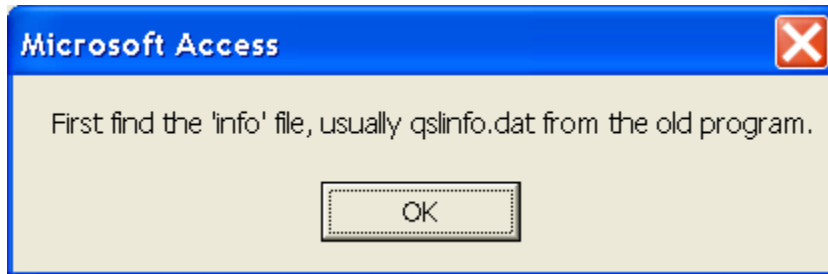 Microsoft Access
First find the 'info' file, usually qslinfo.dat from the old program.
OK